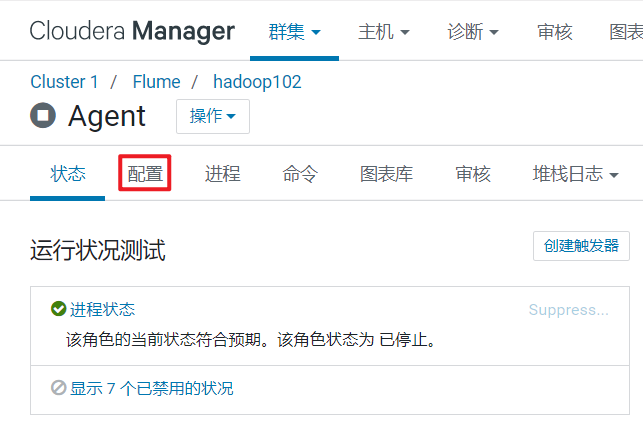 Cloudera Manager 群集 主机 诊断 审核 图表
Cluster 1 / Flume / hadoop102
Agent 操作
状态 配置 进程 命令 图表库 审核 堆栈日志
运行状况测试 创建触发器
进程状态 Suppress...
该角色的当前状态符合预期。该角色状态为 已停止。
显示 7 个已禁用的状况